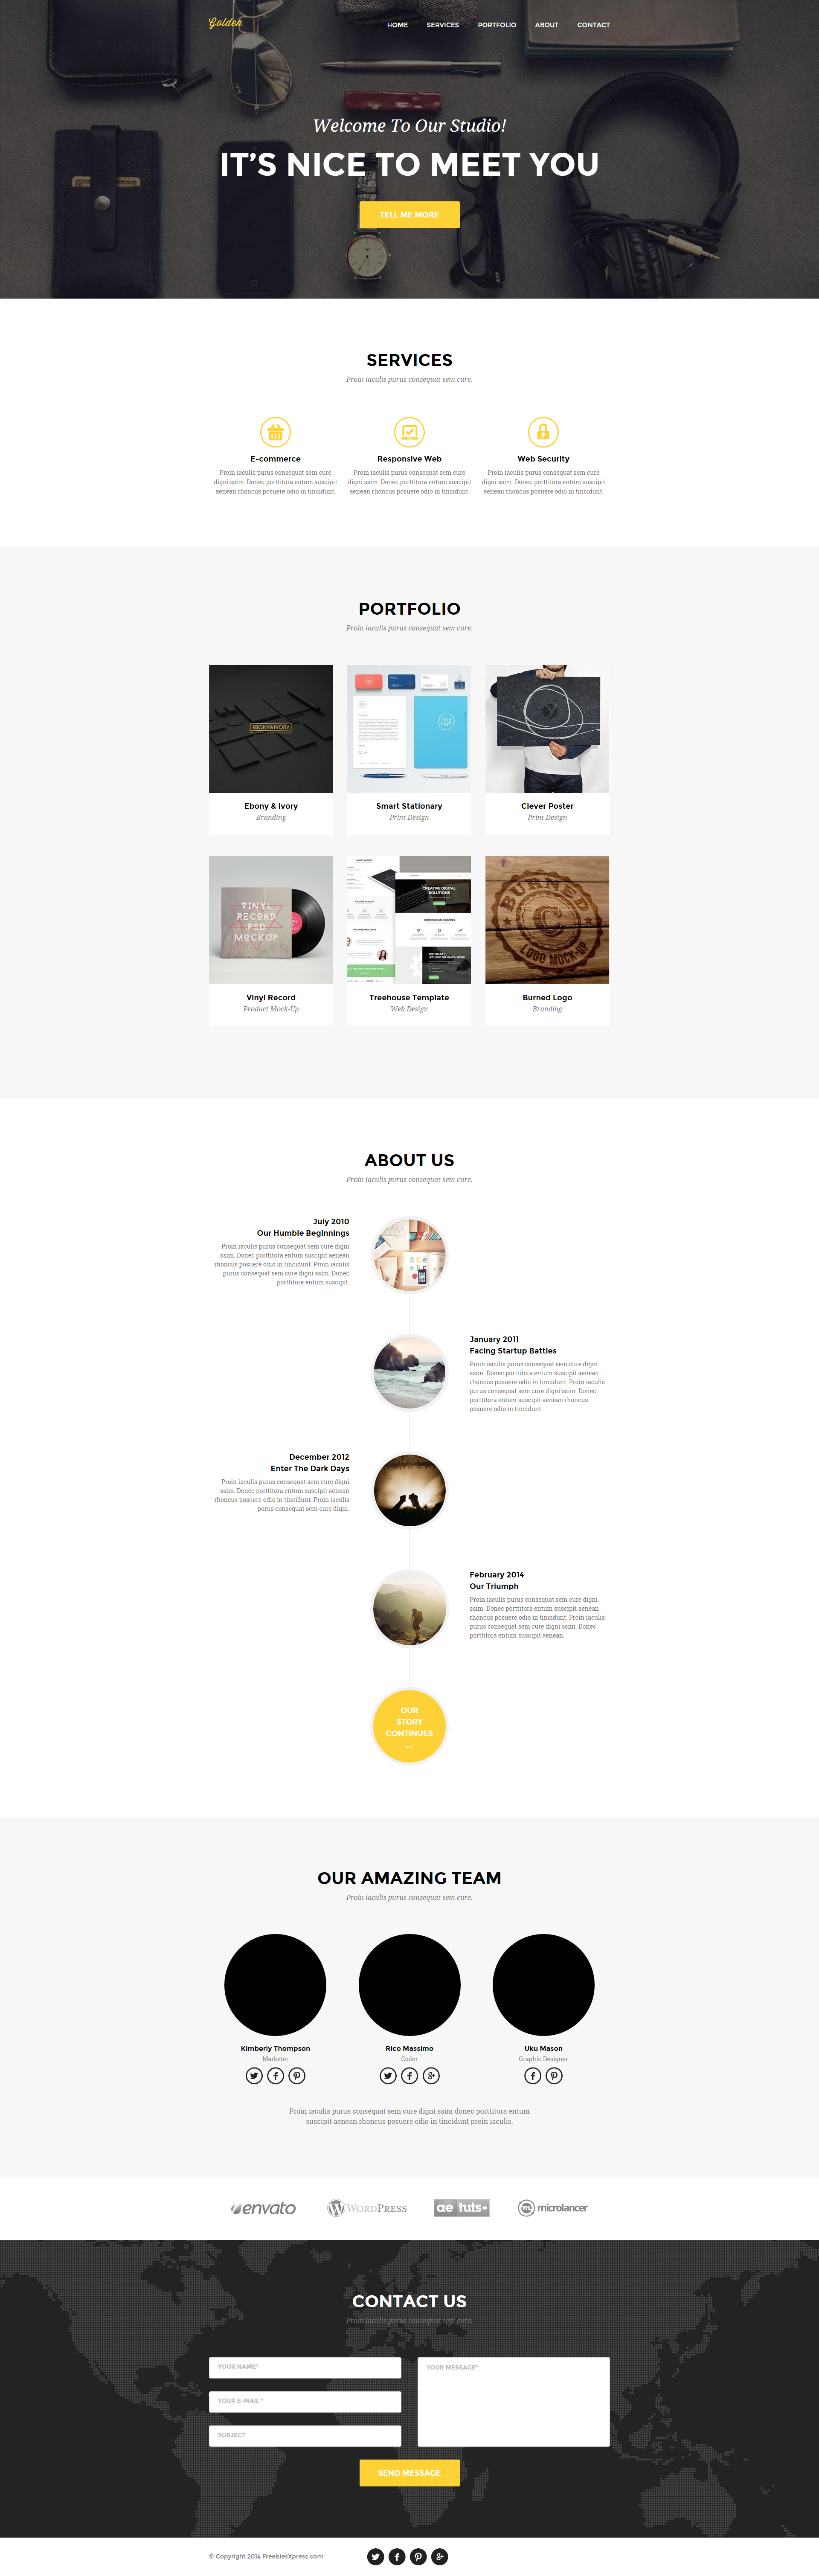 Golden
HOME SERVICES PORTFOLIO ABOUT CONTACT
Welcome To Our Studio!
IT'S NICE TO MEET YOU
TELL ME MORE
SERVICES
Proin iaculis purus consequat sem cure.
E-commerce
Proin iaculis purus consequat sem cure
digni ssim. Donec porttitora entum suscipit
aenean rhoncus posuere odio in tincidunt.
Responsive Web
Proin iaculis purus consequat sem cure
digni ssim. Donec porttitora entum suscipit
aenean rhoncus posuere odio in tincidunt.
Web Security
Proin iaculis purus consequat sem cure
digni ssim. Donec porttitora entum suscipit
aenean rhoncus posuere odio in tincidunt.
PORTFOLIO
Proin iaculis purus consequat sem cure.
EBONY&IVORY
Ebony & Ivory
Branding
Smart Stationary
Print Design
Clever Poster
Print Design
VINYL
RECORD
PSD
MOCKUP
Vinyl Record
Product Mock-Up
CREATIVE DIGITAL
SOLUTIONS
PROFESSIONAL SERVICES
Treehouse Template
Web Design
BURNED
C
LOGO MOCK-UP
Burned Logo
Branding
ABOUT US
Proin iaculis purus consequat sem cure.
July 2010
Our Humble Beginnings
Proin iaculis purus consequat sem cure digni
ssim. Donec porttitora entum suscipit aenean
rhoncus posuere odio in tincidunt. Proin iaculis
purus consequat sem cure digni ssim. Donec
porttitora entum suscipit.
January 2011
Facing Startup Battles
Proin iaculis purus consequat sem cure digni
ssim. Donec porttitora entum suscipit aenean
rhoncus posuere odio in tincidunt. Proin iaculis
purus consequat sem cure digni ssim. Donec
porttitora entum suscipit aenean rhoncus
posuere odio in tincidunt.
December 2012
Enter The Dark Days
Proin iaculis purus consequat sem cure digni
ssim. Donec porttitora entum suscipit aenean
rhoncus posuere odio in tincidunt. Proin iaculis
purus consequat sem cure digni.
February 2014
Our Triumph
Proin iaculis purus consequat sem cure digni
ssim. Donec porttitora entum suscipit aenean
rhoncus posuere odio in tincidunt. Proin iaculis
purus consequat sem cure digni ssim. Donec
porttitora entum suscipit aenean.
OUR
STORY
CONTINUES
...
OUR AMAZING TEAM
Proin iaculis purus consequat sem cure.
Kimberly Thompson
Marketer
Rico Massimo
Coder
Uku Mason
Graphic Designer
Proin iaculis purus consequat sem cure digni ssim donec porttitora entum
suscipit aenean rhoncus posuere odio in tincidunt proin iaculis.
envato
WORDPRESS
ae tuts+
microlancer
CONTACT US
Proin iaculis purus consequat sem cure.
YOUR NAME*
YOUR E-MAIL *
SUBJECT
YOUR MESSAGE*
SEND MESSAGE
© Copyright 2014 FreebiesXpress.com